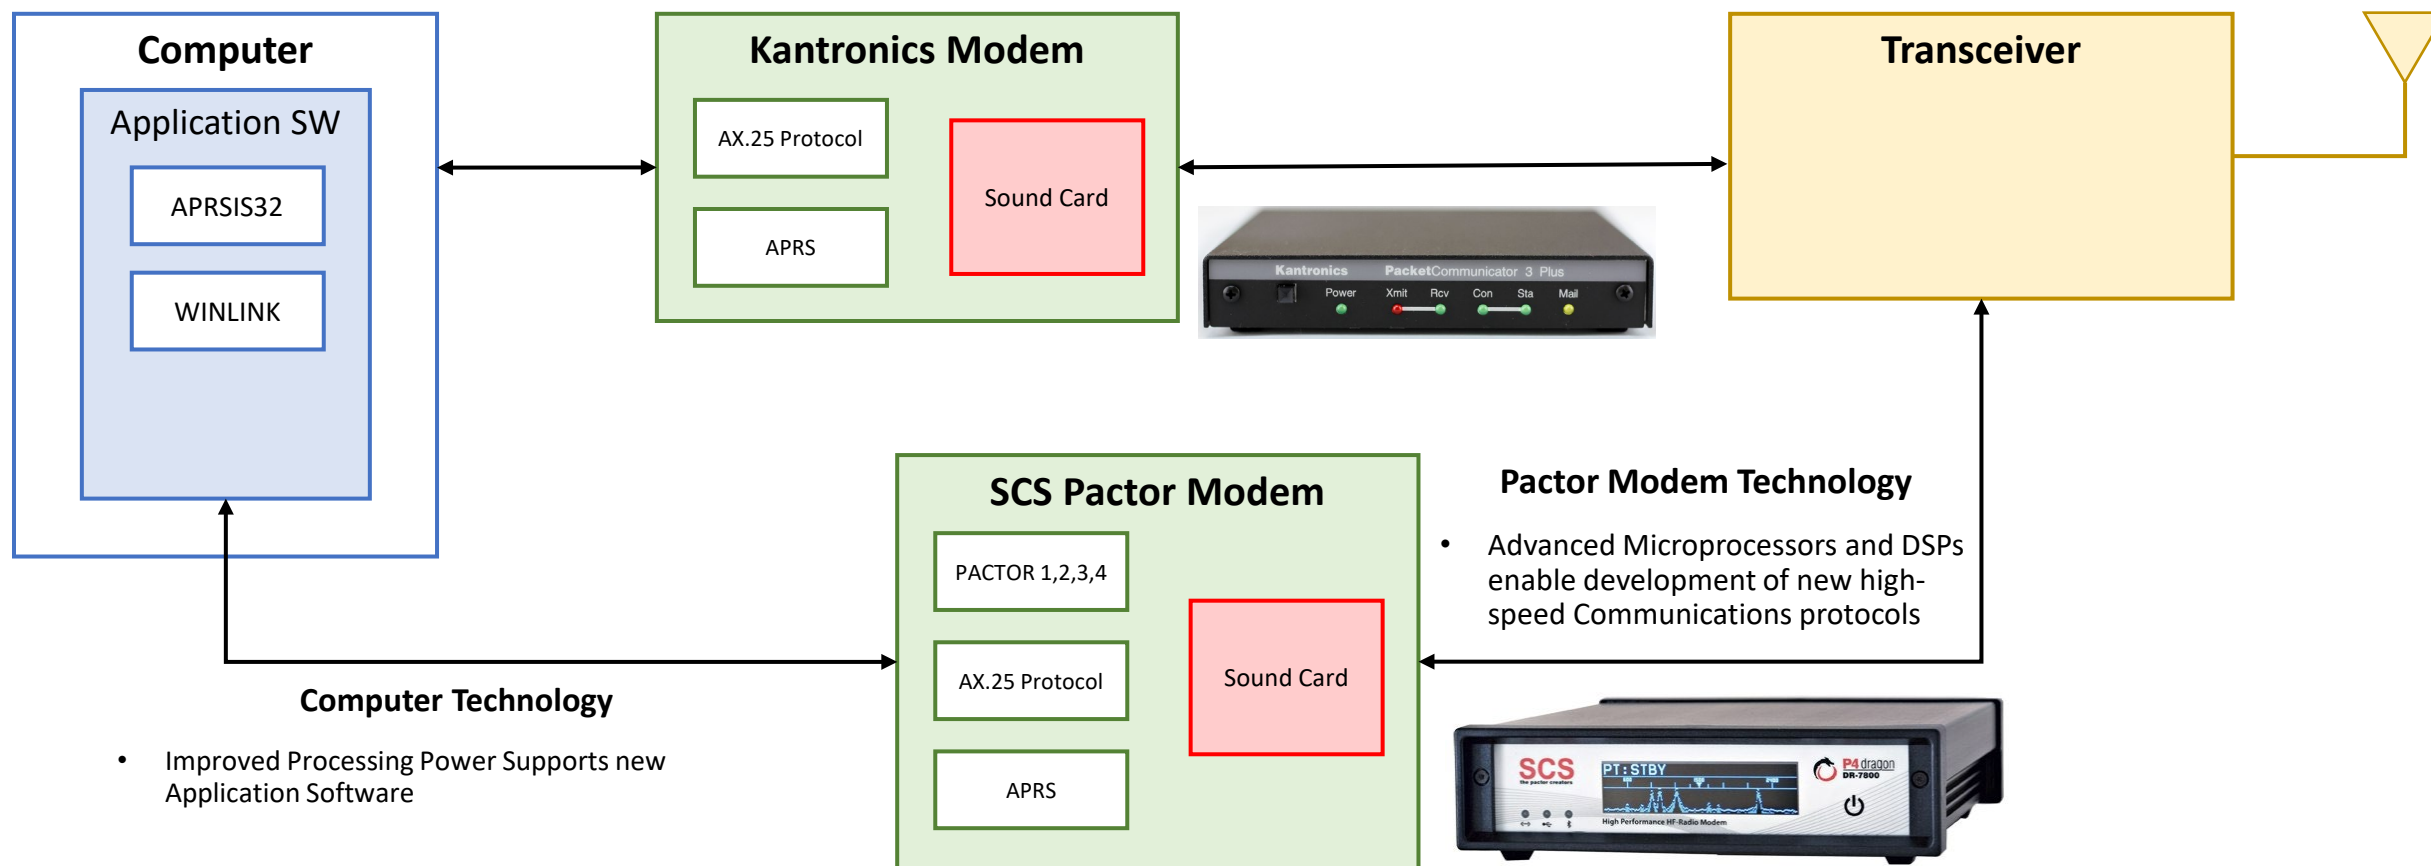 Computer
Application SW
APRSIS32
WINLINK
Kantronics Modem
AX.25 Protocol
APRS
Sound Card
Transceiver
Kantronics PacketCommunicator 3 Plus
Power Xmit Rcv Con Sta Mail
SCS Pactor Modem
PACTOR 1,2,3,4
AX.25 Protocol
APRS
Sound Card
Pactor Modem Technology
• Advanced Microprocessors and DSPs
enable development of new high-
speed Communications protocols
Computer Technology
• Improved Processing Power Supports new
Application Software
SCS
the pactor creators
PT:STBY
P4dragon
DR-7800
High Performance HF-Radio Modem